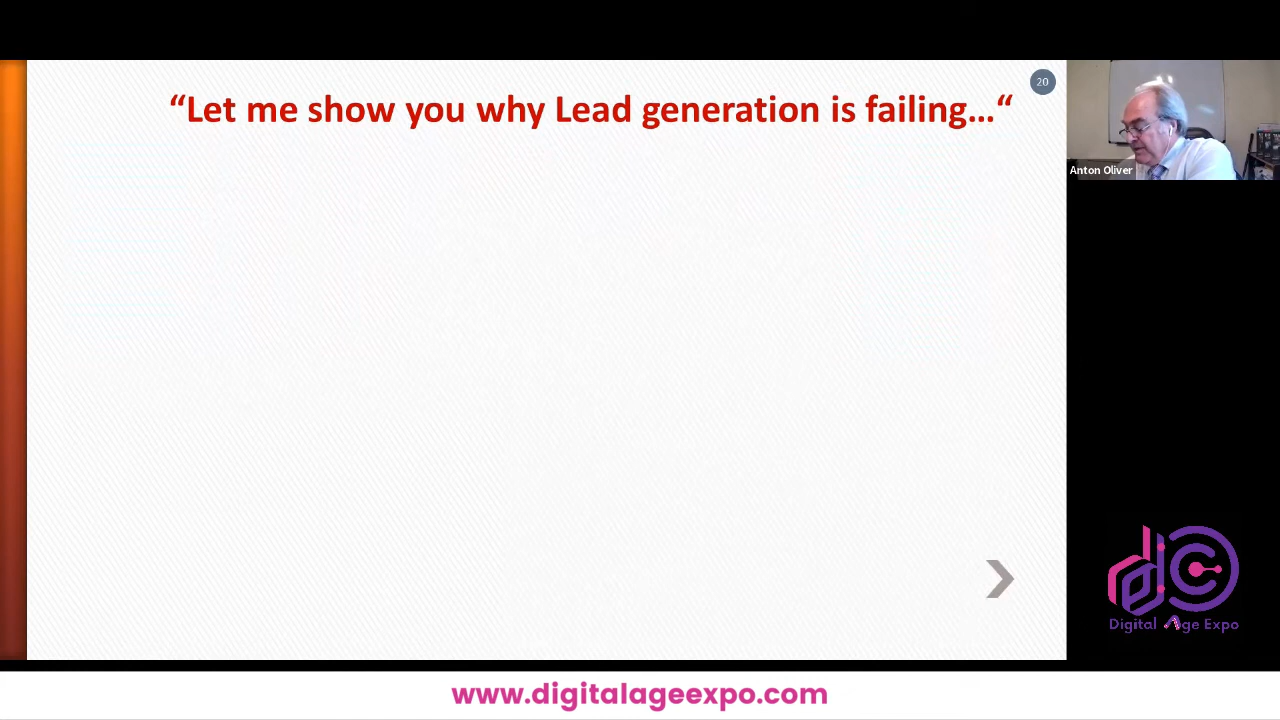 “Let me show you why Lead generation is failing...“
20
Anton Oliver
Digital Age Expo
www.digitalageexpo.com